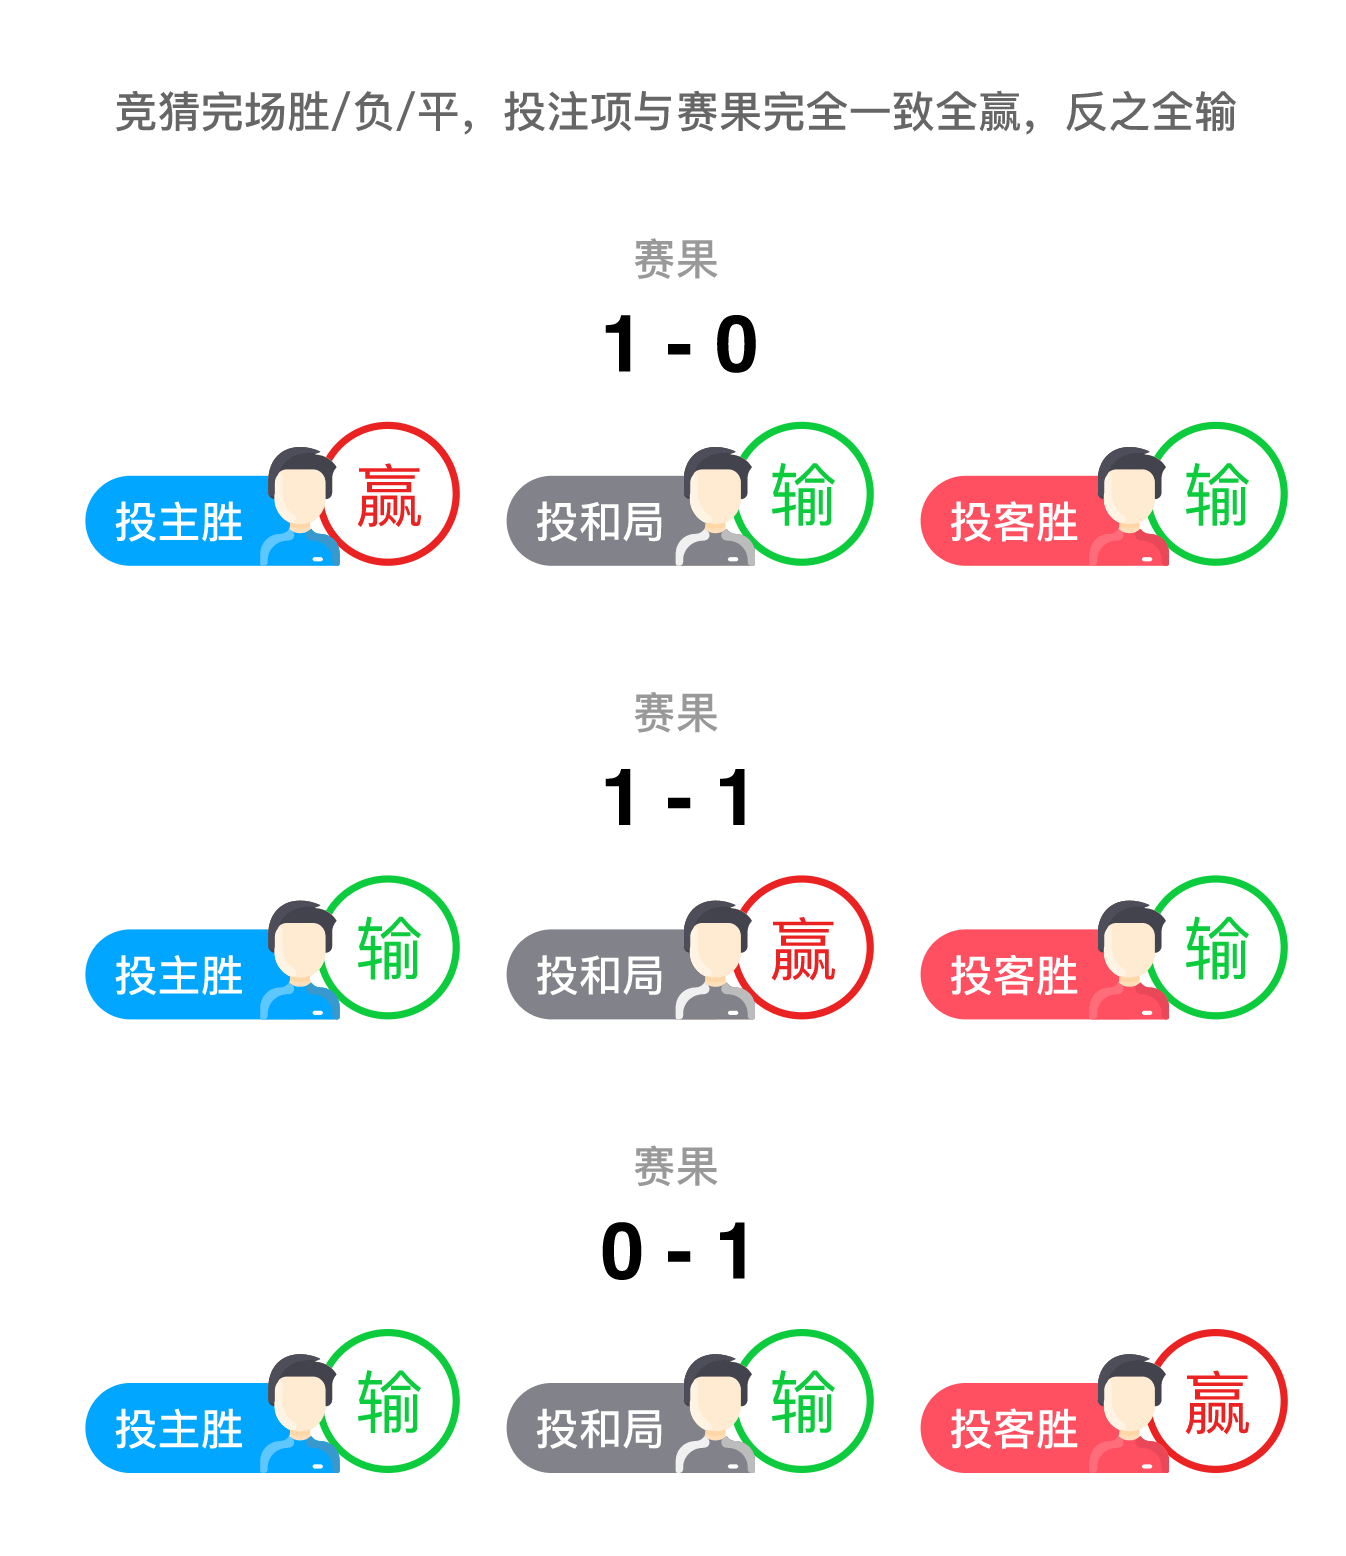 竞猜完场胜/负/平，投注项与赛果完全一致全赢，反之全输
赛果
1 - 0
投主胜 赢 投和局 输 投客胜 输
赛果
1 - 1
投主胜 输 投和局 赢 投客胜 输
赛果
0 - 1
投主胜 输 投和局 输 投客胜 赢